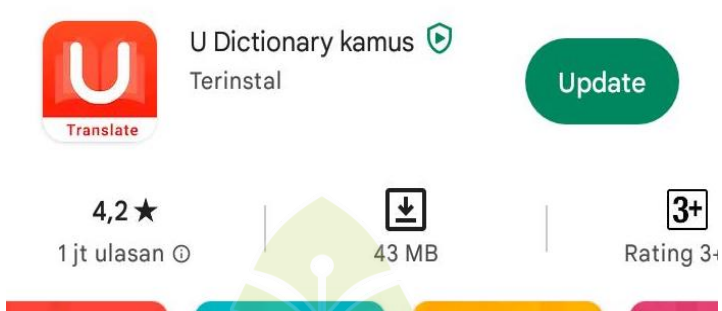 U Dictionary kamus
Terinstal
Update
U
Translate
4,2★
1 jt ulasan
43 MB
3+
Rating 3+